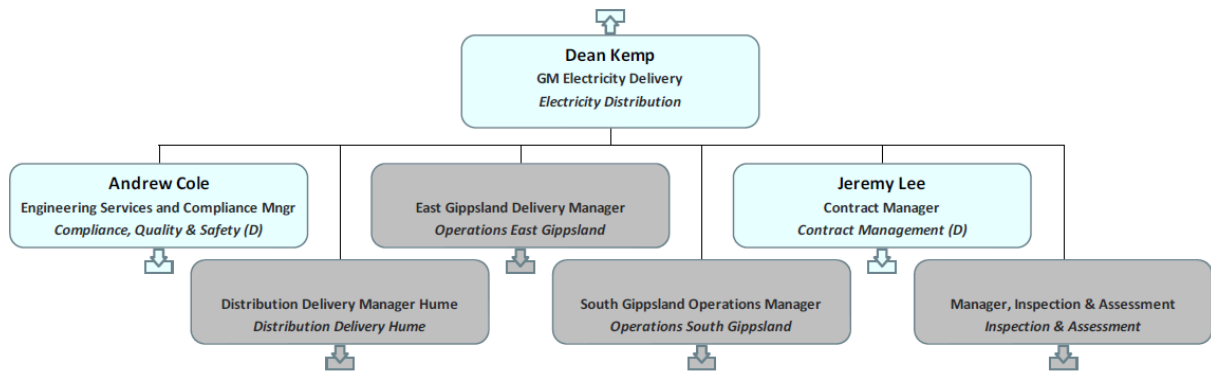 Dean Kemp
GM Electricity Delivery
Electricity Distribution
Andrew Cole
Engineering Services and Compliance Mngr
Compliance, Quality & Safety (D)
East Gippsland Delivery Manager
Operations East Gippsland
Jeremy Lee
Contract Manager
Contract Management (D)
Distribution Delivery Manager Hume
Distribution Delivery Hume
South Gippsland Operations Manager
Operations South Gippsland
Manager, Inspection & Assessment
Inspection & Assessment